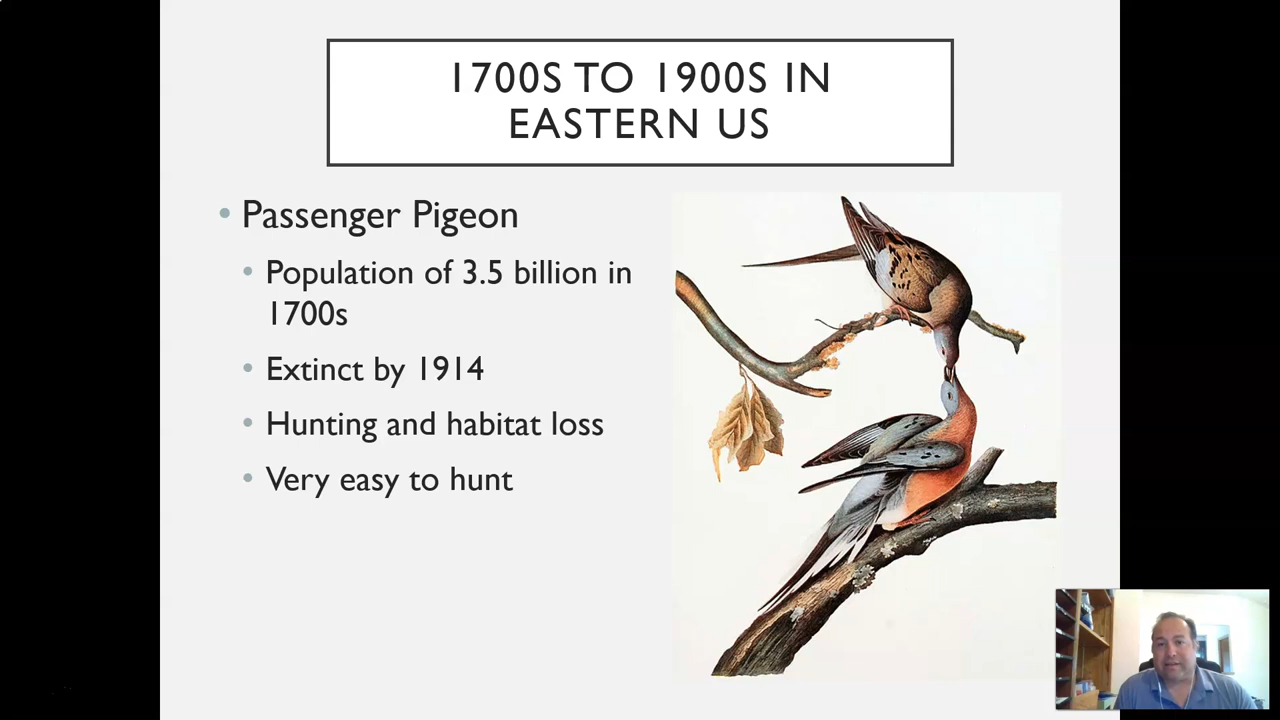 1700S TO 1900S IN
EASTERN US
• Passenger Pigeon
• Population of 3.5 billion in
1700s
• Extinct by 1914
• Hunting and habitat loss
• Very easy to hunt